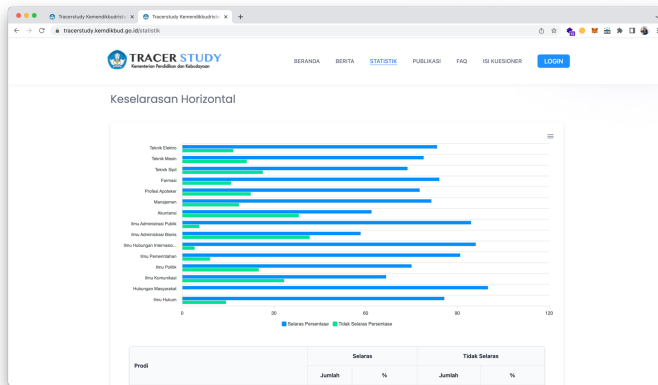 Tracerstudy Kemendikbudristek
Tracerstudy Kemendikbudristek
tracerstudy.kemdikbud.go.id/statistik
TRACER STUDY
Kementerian Pendidikan dan Kebudayaan
BERANDA BERITA STATISTIK PUBLIKASI FAQ ISI KUESIONER LOGIN
Keselarasan Horizontal
Teknik Elektro
Teknik Mesin
Teknik Sipil
Farmasi
Profesi Apoteker
Manajemen
Akuntansi
Ilmu Administrasi Publik
Ilmu Administrasi Bisnis
Ilmu Hubungan Internasio...
Ilmu Pemerintahan
Ilmu Politik
Ilmu Komunikasi
Hubungan Masyarakat
Ilmu Hukum
0 30 60 90 120
Selaras Persentase Tidak Selaras Persentase
Prodi Selaras Tidak Selaras
Jumlah % Jumlah %